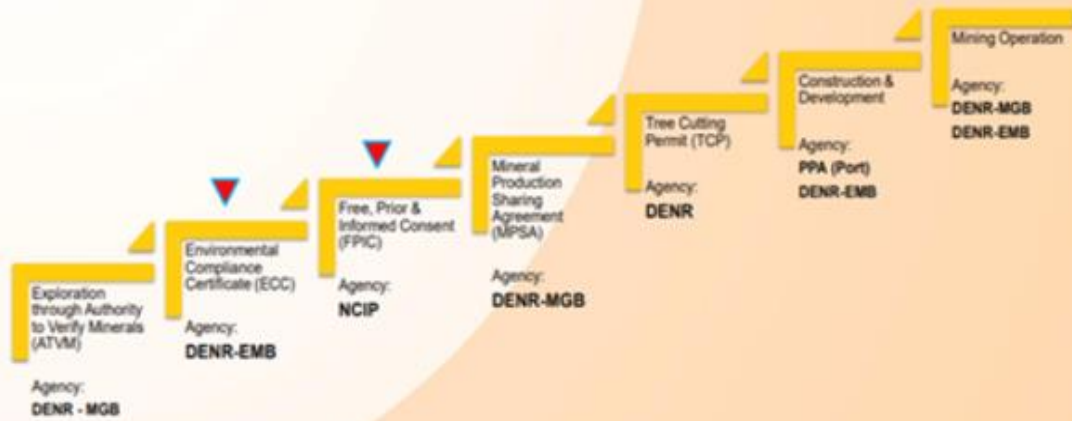 Exploration
through Authority
to Verify Minerals
(ATVM)
Agency:
DENR - MGB
Environmental
Compliance
Certificate (ECC)
Agency:
DENR-EMB
Free, Prior &
Informed Consent
(FPIC)
Agency:
NCIP
Mineral
Production
Sharing
Agreement
(MPSA)
Agency:
DENR-MGB
Tree Cutting
Permit (TCP)
Agency:
DENR
Construction &
Development
Agency:
PPA (Port)
DENR-EMB
Mining Operation
Agency:
DENR-MGB
DENR-EMB